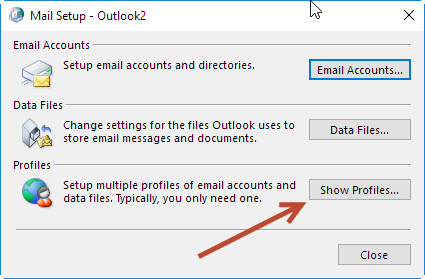 Mail Setup - Outlook2
Email Accounts
Setup email accounts and directories.
Email Accounts...
Data Files
Change settings for the files Outlook uses to
store email messages and documents.
Data Files...
Profiles
Setup multiple profiles of email accounts and
data files. Typically, you only need one.
Show Profiles...
Close